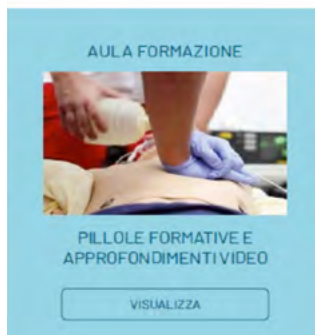 AULA FORMAZIONE
PILLOLE FORMATIVE E
APPROFONDIMENTI VIDEO
VISUALIZZA